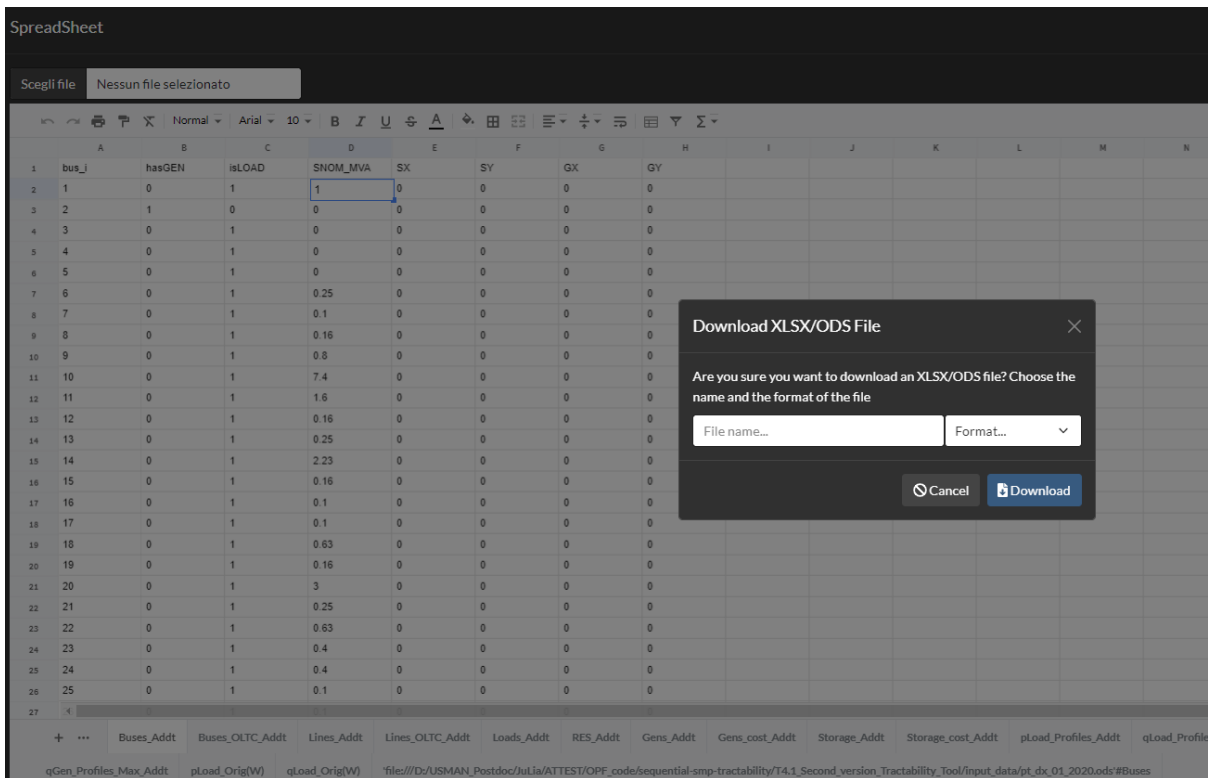 SpreadSheet
Scegli file Nessun file selezionato
Normal Arial 10 B I U S A Σ
A B C D E F G H I J K L M N
1 bus_i hasGEN isLOAD SNOM_MVA SX SY GX GY
2 1 0 1 1 0 0 0 0
3 2 1 0 0 0 0 0 0
4 3 0 1 0 0 0 0 0
5 4 0 1 0 0 0 0 0
6 5 0 1 0 0 0 0 0
7 6 0 1 0.25 0 0 0 0
8 7 0 1 0.1 0 0 0 0
9 8 0 1 0.16 0 0 0 0
10 9 0 1 0.8 0 0 0 0
11 10 0 1 7.4 0 0 0 0
12 11 0 1 1.6 0 0 0 0
13 12 0 1 0.16 0 0 0 0
14 13 0 1 0.25 0 0 0 0
15 14 0 1 2.23 0 0 0 0
16 15 0 1 0.16 0 0 0 0
17 16 0 1 0.1 0 0 0 0
18 17 0 1 0.1 0 0 0 0
19 18 0 1 0.63 0 0 0 0
20 19 0 1 0.16 0 0 0 0
21 20 0 1 3 0 0 0 0
22 21 0 1 0.25 0 0 0 0
23 22 0 1 0.63 0 0 0 0
24 23 0 1 0.4 0 0 0 0
25 24 0 1 0.4 0 0 0 0
26 25 0 1 0.1 0 0 0 0
27
Download XLSX/ODS File
Are you sure you want to download an XLSX/ODS file? Choose the
name and the format of the file
File name... Format...
Cancel Download
+ ... Buses_Addt Buses_OLTC_Addt Lines_Addt Lines_OLTC_Addt Loads_Addt RES_Addt Gens_Addt Gens_cost_Addt Storage_Addt Storage_cost_Addt pLoad_Profiles_Addt qLoad_Profile
qGen_Profiles_Max_Addt pLoad_Orig(W) qLoad_Orig(W) 'file:///D:/USMAN_Postdoc/JuLia/ATTEST/OPF_code/sequential-smp-tractability/T4.1_Second_version_Tractability_Tool/input_data/pt_dx_01_2020.ods'#Buses